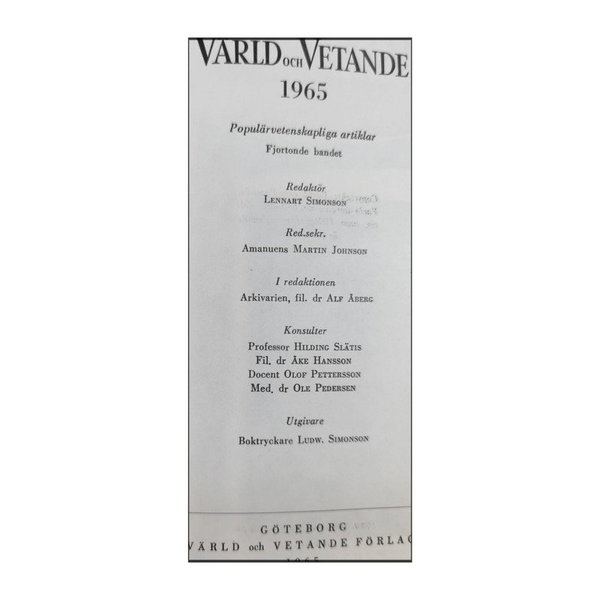 VÄRLD OCH VETANDE
1965
Populärvetenskapliga artiklar
Fjortonde bandet
Redaktör
LENNART SIMONSON
Red.sekr.
Amanuens MARTIN JOHNSON
I redaktionen
Arkivarien, fil. dr ALF ÅBERG
Konsulter
Professor HILDING SLÄTIS
Fil. dr ÅKE HANSSON
Docent OLOF PETTERSSON
Med. dr OLE PEDERSEN
Utgivare
Boktryckare LUDW. SIMONSON
GÖTEBORG
VÄRLD och VETANDE FÖRLAG
1965